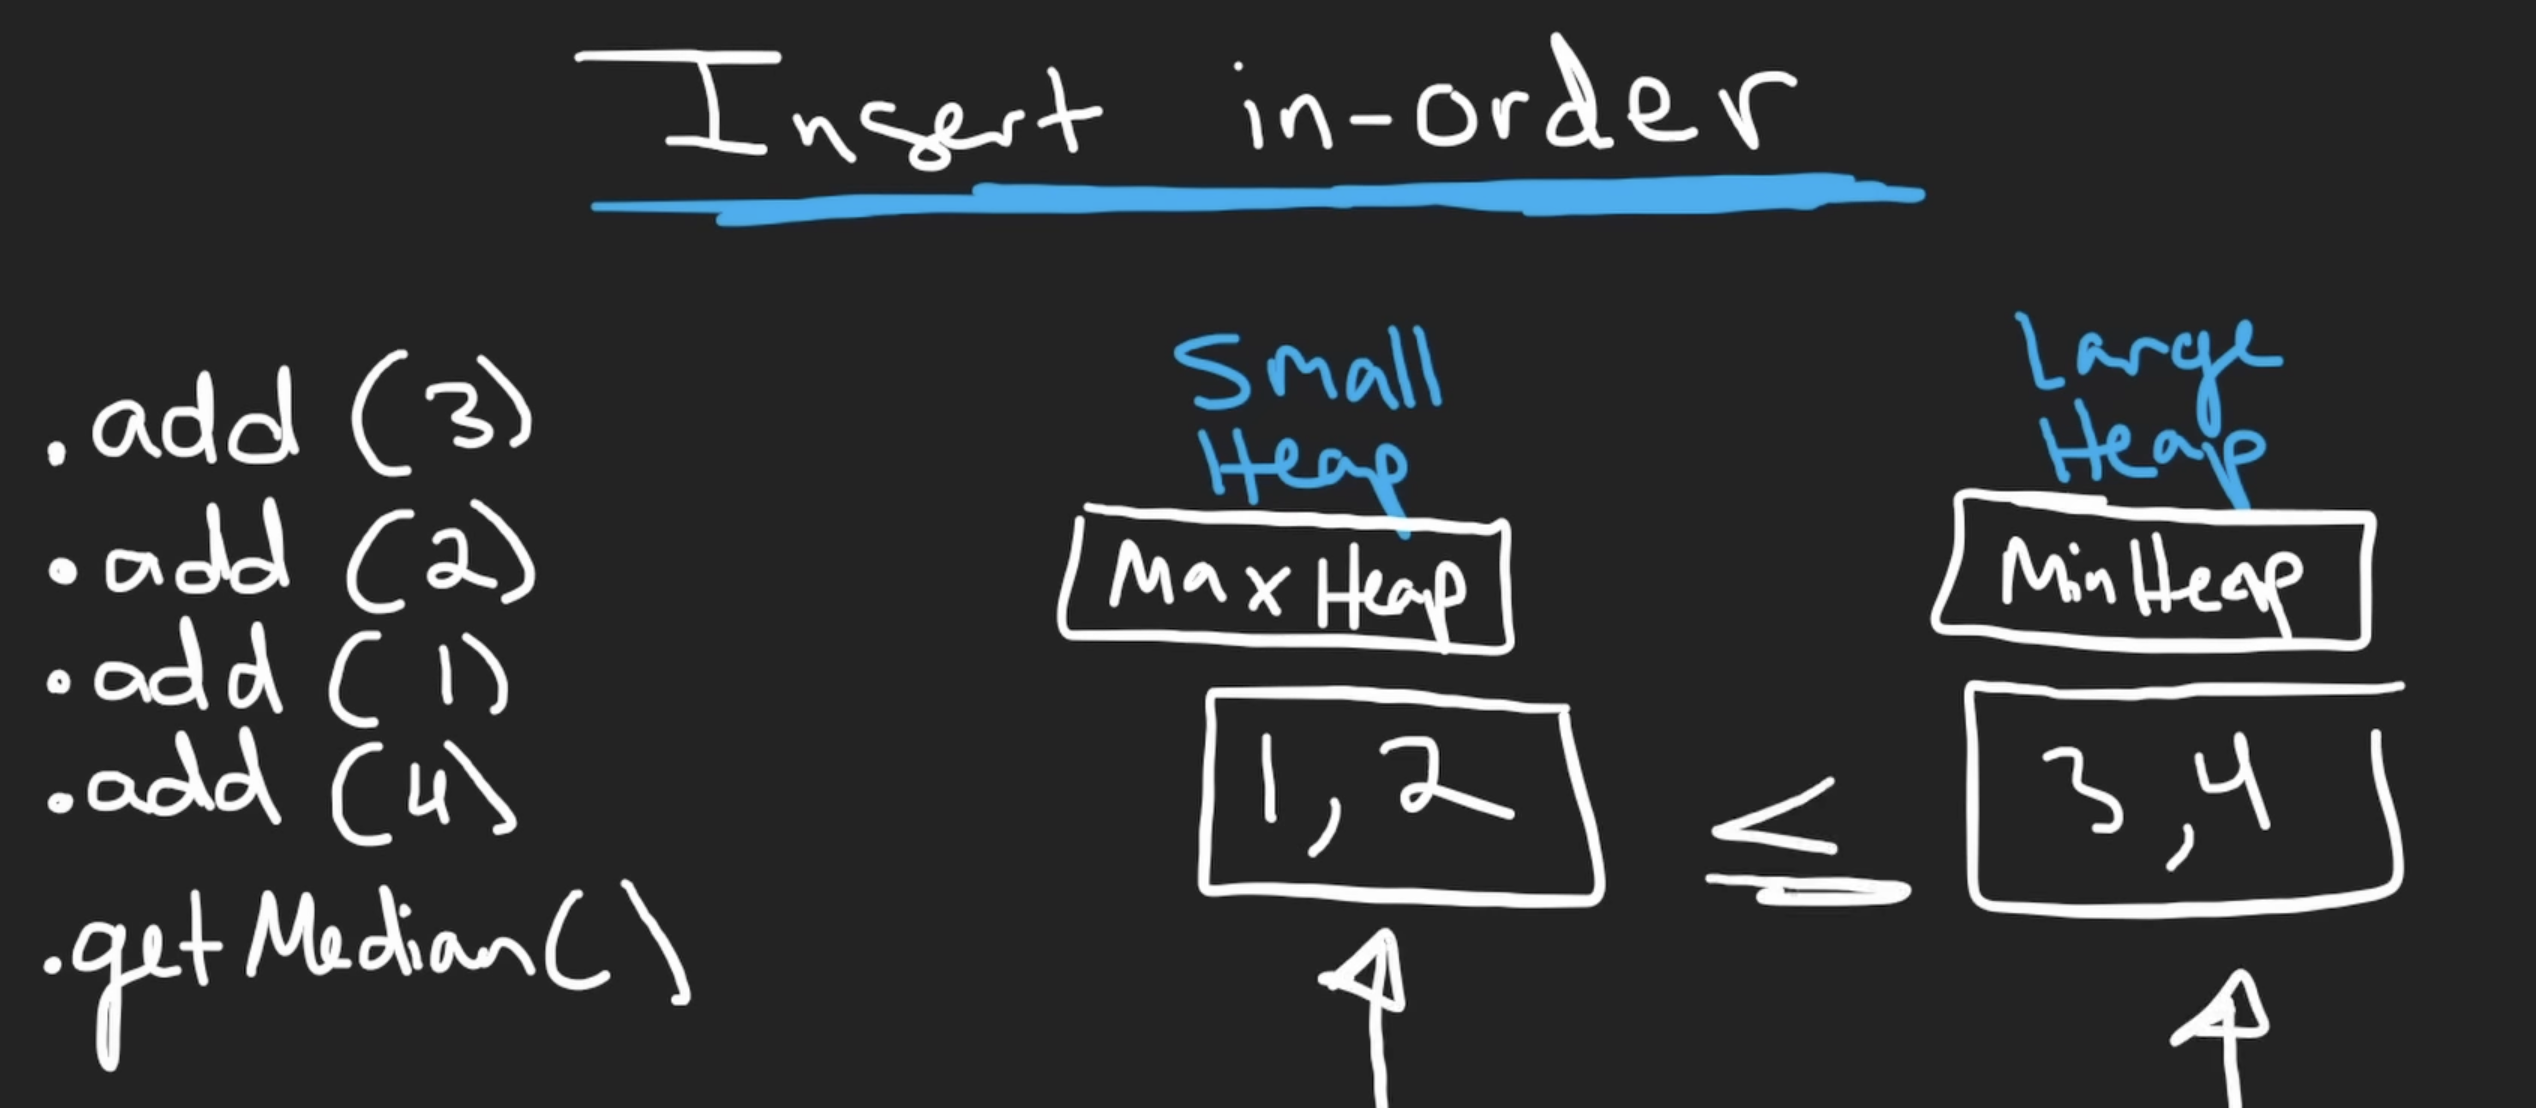 Insert in-order
.add (3)
.add (2)
.add (1)
.add (4)
.getMedian()
Small
Heap
Max Heap
1, 2
≤
Large
Heap
Min Heap
3, 4